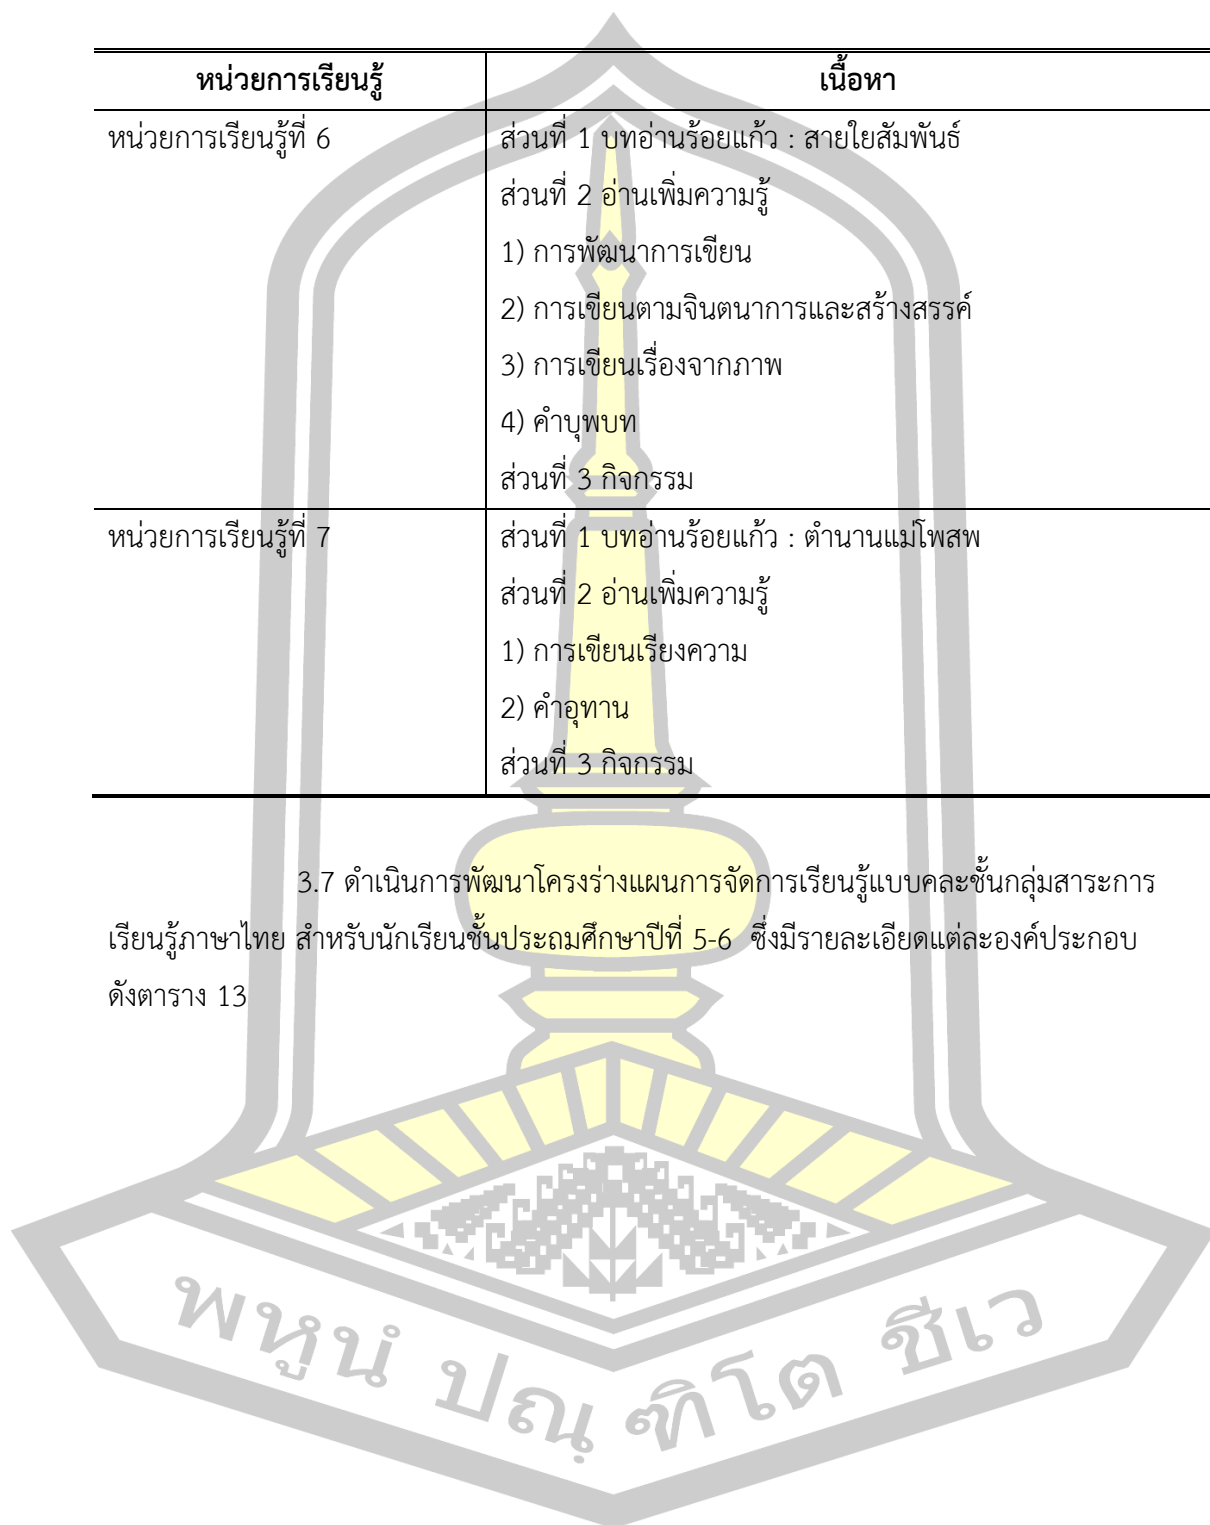 หน่วยการเรียนรู้ เนื้อหา
หน่วยการเรียนรู้ที่ 6 ส่วนที่ 1 บทอ่านร้อยแก้ว : สายใยสัมพันธ์
ส่วนที่ 2 อ่านเพิ่มความรู้
1) การพัฒนาการเขียน
2) การเขียนตามจินตนาการและสร้างสรรค์
3) การเขียนเรื่องจากภาพ
4) คำบุพบท
ส่วนที่ 3 กิจกรรม
หน่วยการเรียนรู้ที่ 7 ส่วนที่ 1 บทอ่านร้อยแก้ว : ตำนานแม่โพสพ
ส่วนที่ 2 อ่านเพิ่มความรู้
1) การเขียนเรียงความ
2) คำอุทาน
ส่วนที่ 3 กิจกรรม
3.7 ดำเนินการพัฒนาโครงร่างแผนการจัดการเรียนรู้แบบคละชั้นกลุ่มสาระการ
เรียนรู้ภาษาไทย สำหรับนักเรียนชั้นประถมศึกษาปีที่ 5-6 ซึ่งมีรายละเอียดแต่ละองค์ประกอบ
ดังตาราง 13
พหูนํ ปณฺฑิโต ชีเว